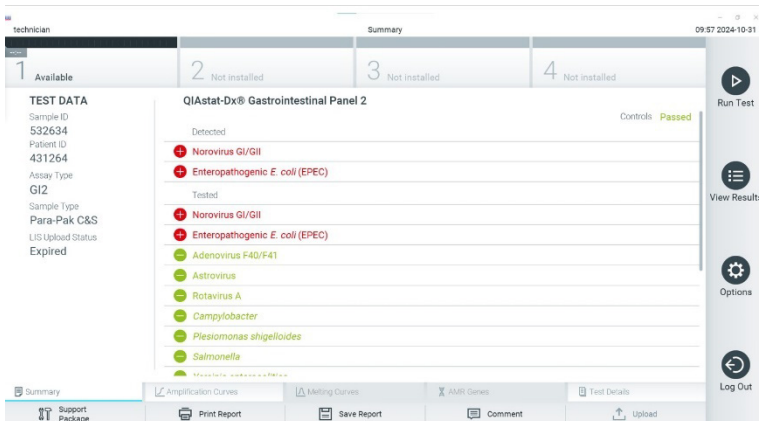 technician
Summary
09:57 2024-10-31
1 Available
2 Not installed
3 Not installed
4 Not installed
Run Test
View Results
Options
Log Out
TEST DATA
Sample ID
532634
Patient ID
431264
Assay Type
GI2
Sample Type
Para-Pak C&S
LIS Upload Status
Expired
QIAstat-Dx® Gastrointestinal Panel 2
Controls Passed
Detected
Norovirus GI/GII
Enteropathogenic E. coli (EPEC)
Tested
Norovirus GI/GII
Enteropathogenic E. coli (EPEC)
Adenovirus F40/F41
Astrovirus
Rotavirus A
Campylobacter
Plesiomonas shigelloides
Salmonella
Summary
Amplification Curves
Melting Curves
AMR Genes
Test Details
Support
Package
Print Report
Save Report
Comment
Upload